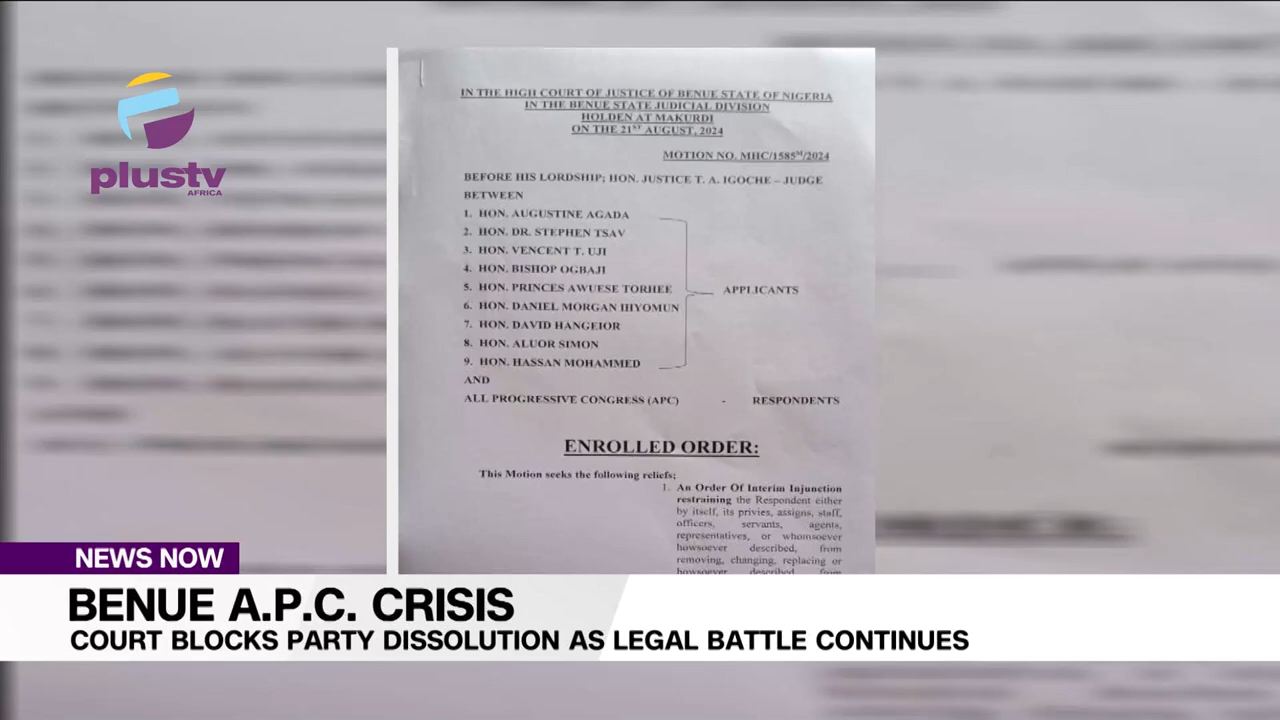 plustv
AFRICA
IN THE HIGH COURT OF JUSTICE OF BENUE STATE OF NIGERIA
IN THE BENUE STATE JUDICIAL DIVISION
HOLDEN AT MAKURDI
ON THE 21ST AUGUST, 2024
MOTION NO. MHC/1585M/2024
BEFORE HIS LORDSHIP; HON. JUSTICE T. A. IGOCHE – JUDGE
BETWEEN
1. HON. AUGUSTINE AGADA
2. HON. DR. STEPHEN TSAV
3. HON. VENCENT T. UJI
4. HON. BISHOP OGBAJI
5. HON. PRINCES AWUESE TORHEE
6. HON. DANIEL MORGAN IHYOMUN
7. HON. DAVID HANGEIOR
8. HON. ALUOR SIMON
9. HON. HASSAN MOHAMMED
APPLICANTS
AND
ALL PROGRESSIVE CONGRESS (APC) - RESPONDENTS
ENROLLED ORDER:
This Motion seeks the following reliefs;
1. An Order Of Interim Injunction
restraining the Respondent either
by itself, its privies, assigns, staff,
officers, servants, agents,
representatives, or whomsoever
howsoever described, from
removing, changing, replacing or
howsoever described, from
NEWS NOW
BENUE A.P.C. CRISIS
COURT BLOCKS PARTY DISSOLUTION AS LEGAL BATTLE CONTINUES